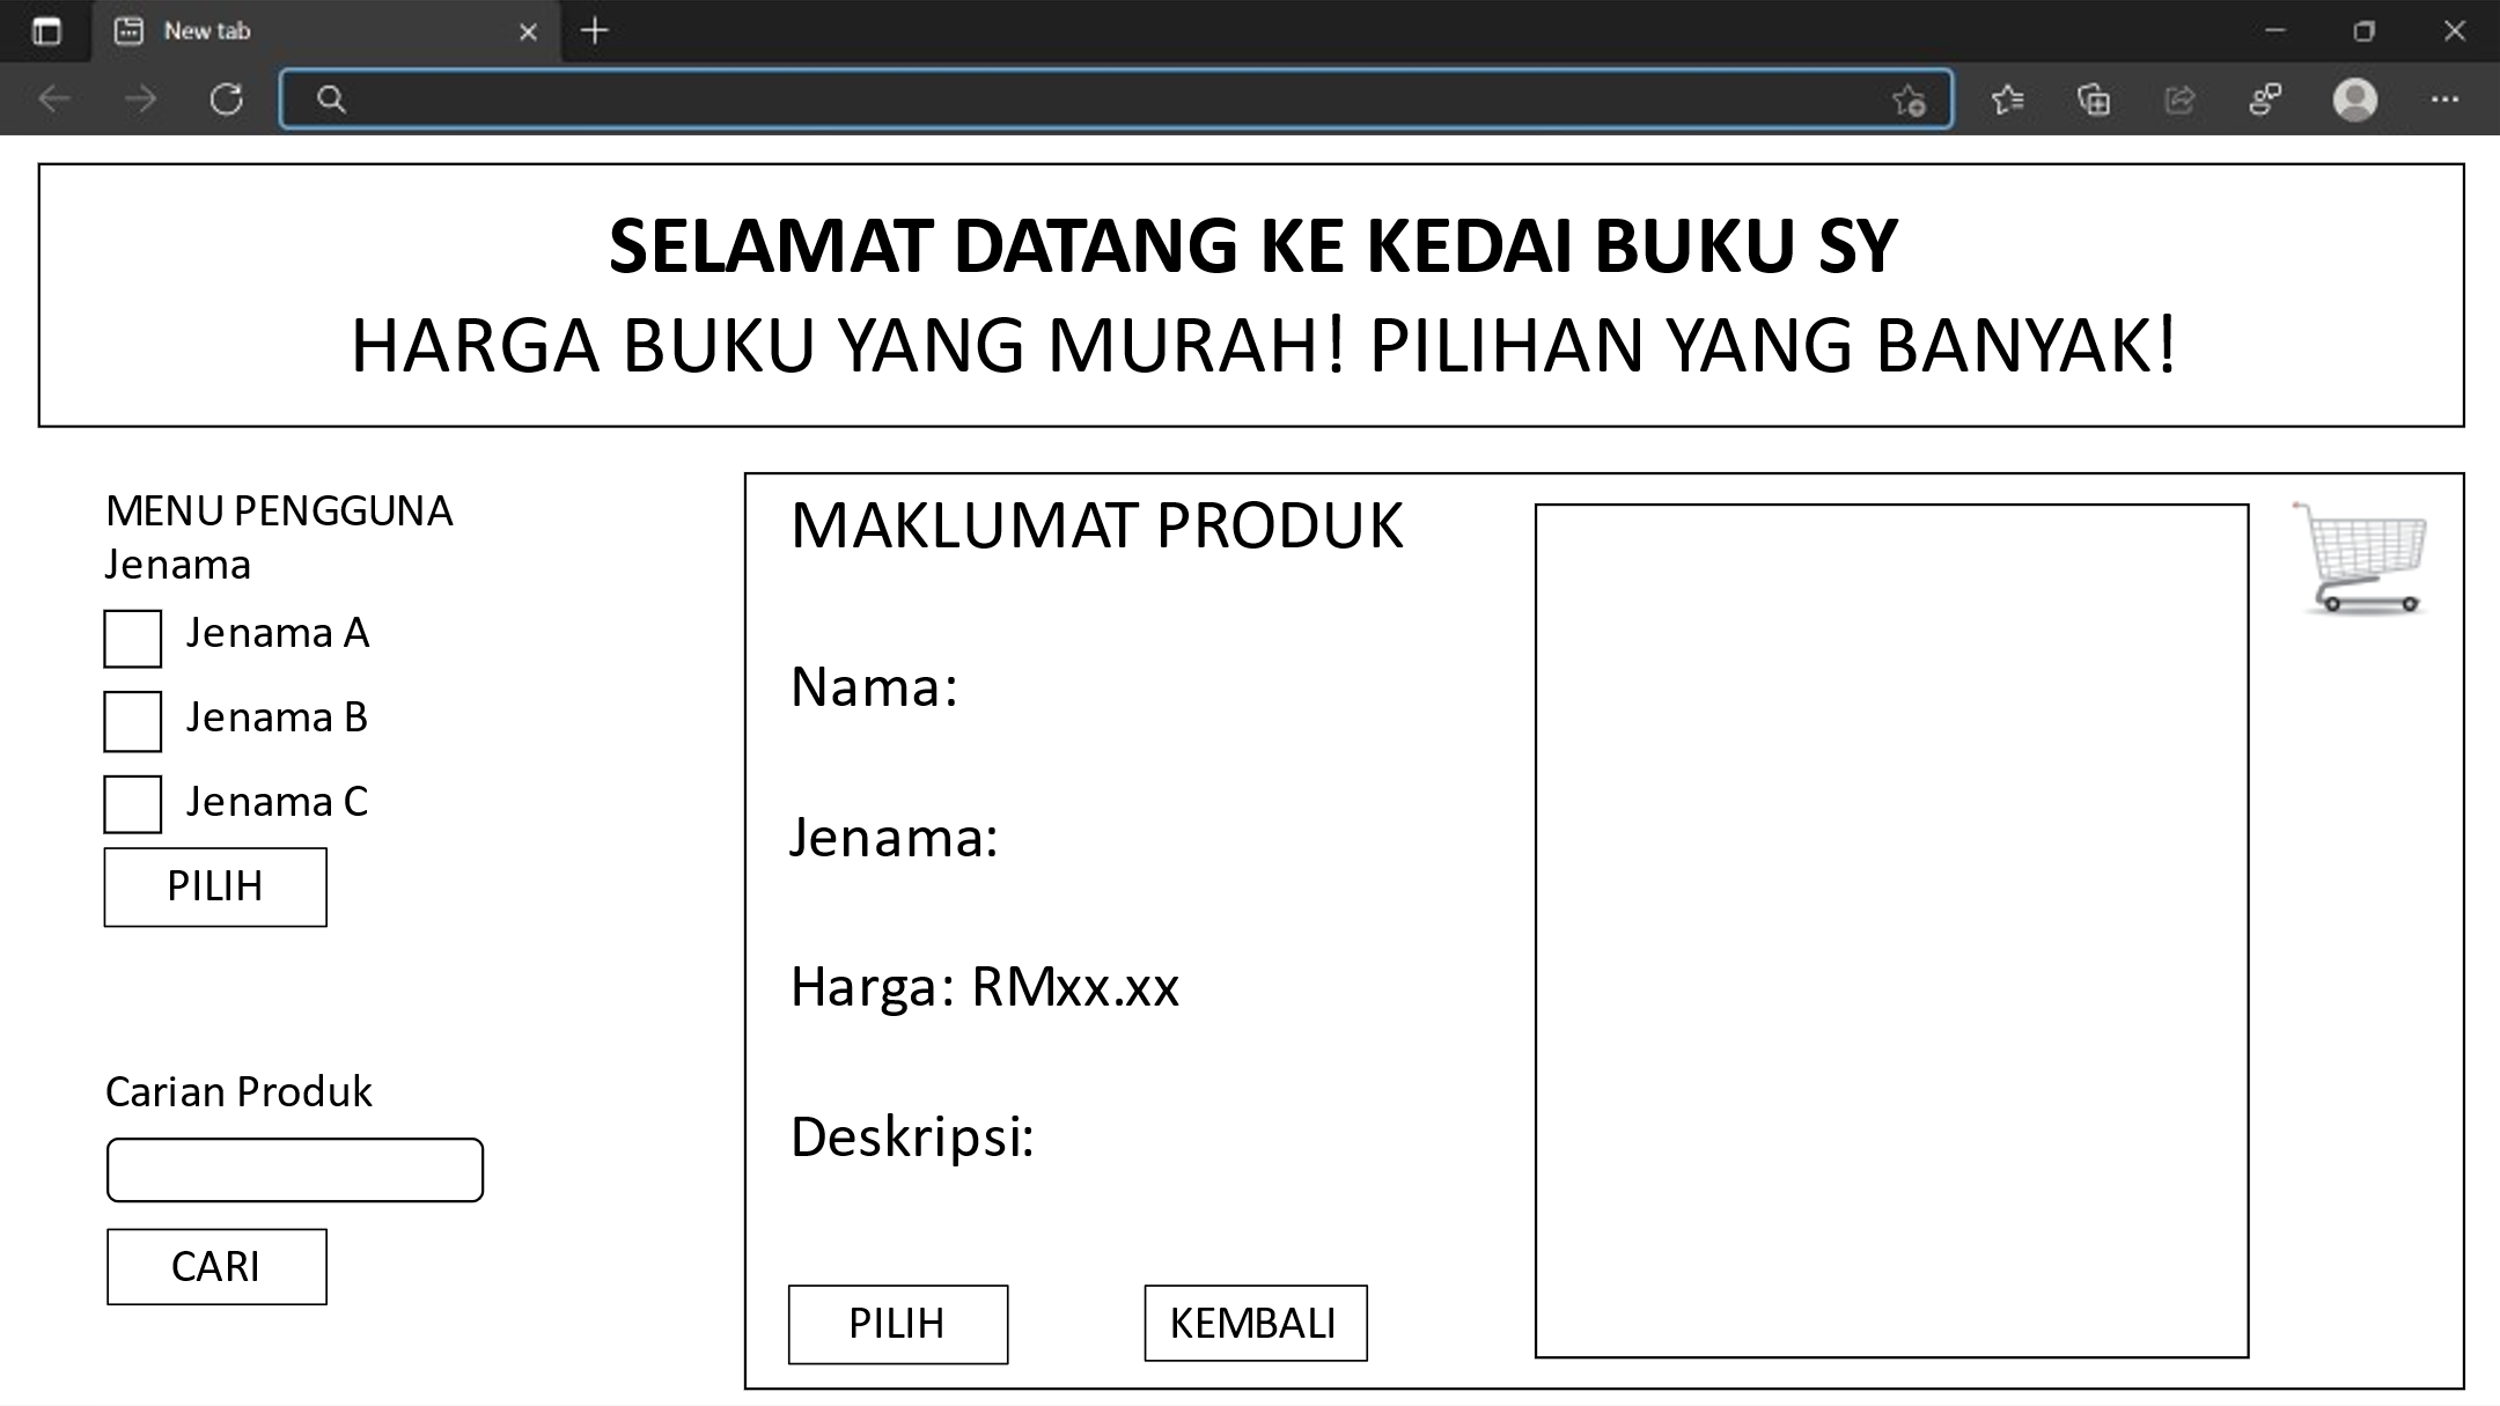 New tab
SELAMAT DATANG KE KEDAI BUKU SY
HARGA BUKU YANG MURAH! PILIHAN YANG BANYAK!
MENU PENGGUNA
Jenama
Jenama A
Jenama B
Jenama C
PILIH
Carian Produk
CARI
MAKLUMAT PRODUK
Nama:
Jenama:
Harga: RMxx.xx
Deskripsi:
PILIH
KEMBALI